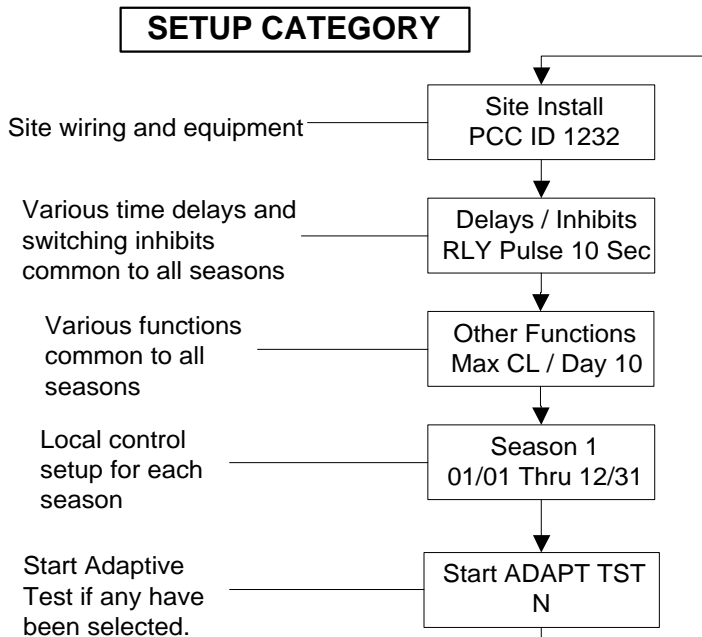 SETUP CATEGORY
Site wiring and equipment
Site Install
PCC ID 1232
Various time delays and
switching inhibits
common to all seasons
Delays / Inhibits
RLY Pulse 10 Sec
Various functions
common to all
seasons
Other Functions
Max CL / Day 10
Local control
setup for each
season
Season 1
01/01 Thru 12/31
Start Adaptive
Test if any have
been selected.
Start ADAPT TST
N